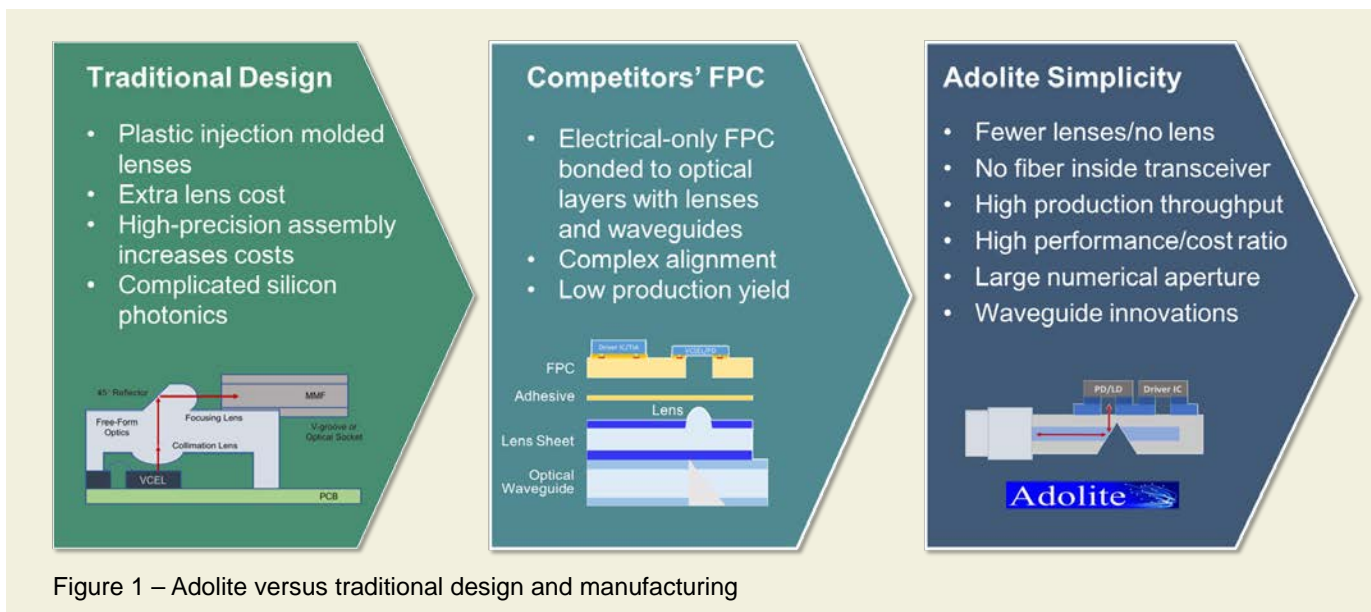 Traditional Design
• Plastic injection molded
lenses
• Extra lens cost
• High-precision assembly
increases costs
• Complicated silicon
photonics
45° Reflector
MMF
Focusing Lens
Free-Form
Optics
V-groove or
Optical Socket
Collimation Lens
VCEL
PCB
Competitors' FPC
• Electrical-only FPC
bonded to optical
layers with lenses
and waveguides
• Complex alignment
• Low production yield
Driver IC/TIA
VCSEL/PD
FPC
Adhesive
Lens
Lens Sheet
Optical
Waveguide
Adolite Simplicity
• Fewer lenses/no lens
• No fiber inside transceiver
• High production throughput
• High performance/cost ratio
• Large numerical aperture
• Waveguide innovations
PD/LD
Driver IC
Adolite
Figure 1 – Adolite versus traditional design and manufacturing